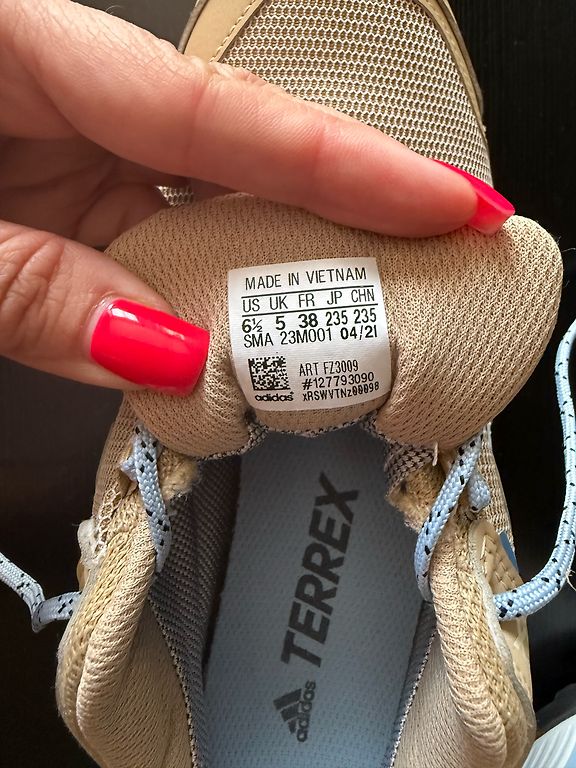 MADE IN VIETNAM
US UK FR JP CHN
6½ 5 38 235 235
SMA 23M001 04/21
ART FZ3009
#127793090
adidas xRSWVTNz00098
TERREX
adidas